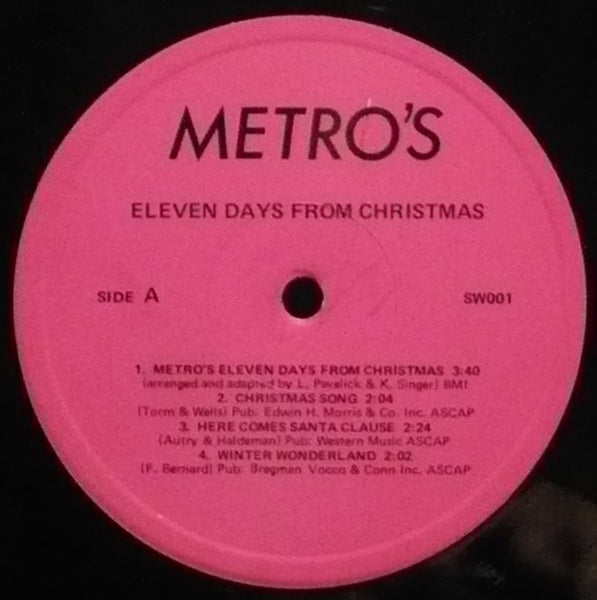 METRO'S
ELEVEN DAYS FROM CHRISTMAS
SIDE A
SW001
1. METRO'S ELEVEN DAYS FROM CHRISTMAS 3:40
(arranged and adapted by L. Pavelick & K. Singer) BMI
2. CHRISTMAS SONG 2:04
(Torm & Wells) Pub: Edwin H. Morris & Co. Inc. ASCAP
3. HERE COMES SANTA CLAUSE 2:24
(Autry & Haldeman) Pub: Western Music ASCAP
4. WINTER WONDERLAND 2:02
(F. Bernard) Pub: Bregman Vocco & Conn Inc. ASCAP